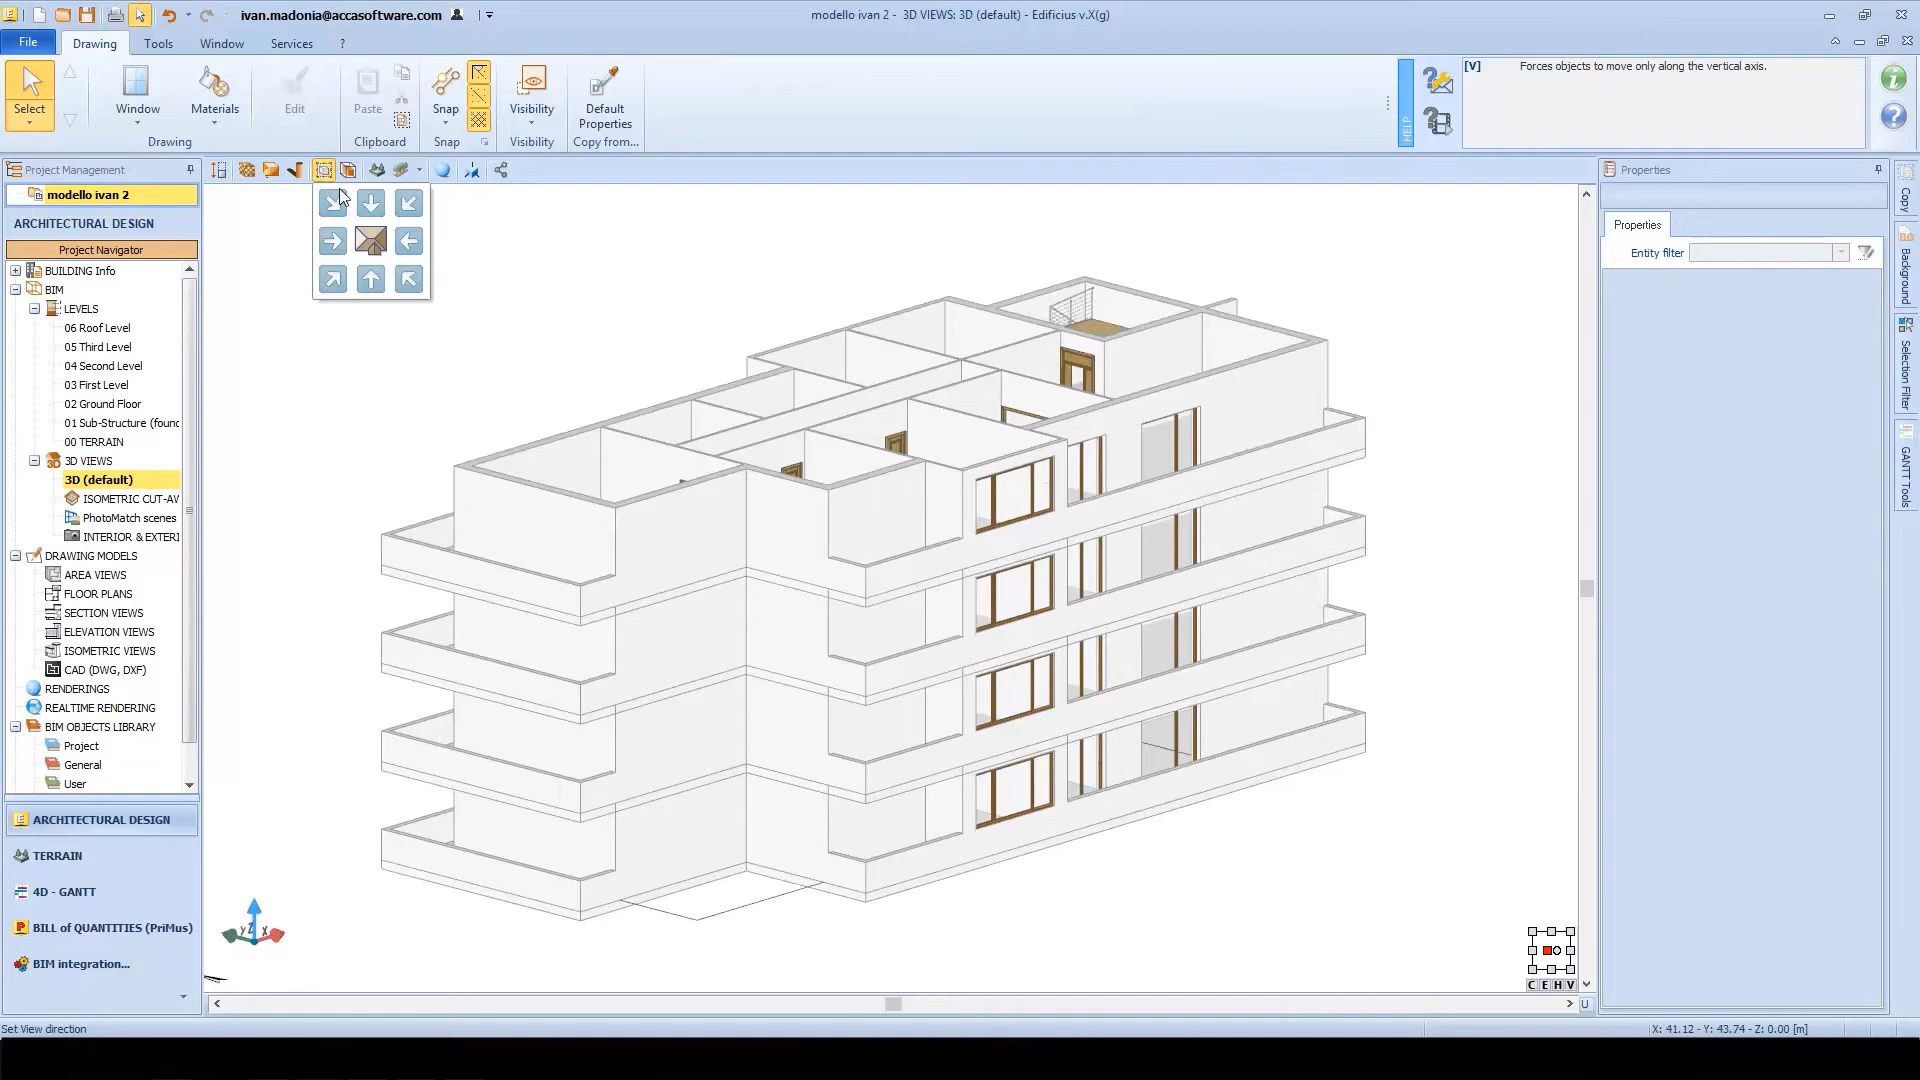 ivan.madonia@accasoftware.com
modello ivan 2 - 3D VIEWS: 3D (default) - Edificius v.X(g)
File
Drawing
Tools
Window
Services
?
Select
Window
Materials
Edit
Paste
Snap
Visibility
Default
Properties
Drawing
Clipboard
Snap
Visibility
Copy from...
HELP
[V]
Forces objects to move only along the vertical axis.
Project Management
modello ivan 2
ARCHITECTURAL DESIGN
Project Navigator
BUILDING Info
BIM
LEVELS
06 Roof Level
05 Third Level
04 Second Level
03 First Level
02 Ground Floor
01 Sub-Structure (found
00 TERRAIN
3D VIEWS
3D (default)
ISOMETRIC CUT-AW
PhotoMatch scenes
INTERIOR & EXTERI
DRAWING MODELS
AREA VIEWS
FLOOR PLANS
SECTION VIEWS
ELEVATION VIEWS
ISOMETRIC VIEWS
CAD (DWG, DXF)
RENDERINGS
REALTIME RENDERING
BIM OBJECTS LIBRARY
Project
General
User
ARCHITECTURAL DESIGN
TERRAIN
4D - GANTT
BILL of QUANTITIES (PriMus)
BIM integration...
Y Z X
C E H V
U
Properties
Properties
Entity filter
Copy
Background
Selection Filter
GANTT Tools
Set View direction
X: 41.12 - Y: 43.74 - Z: 0.00 [m]